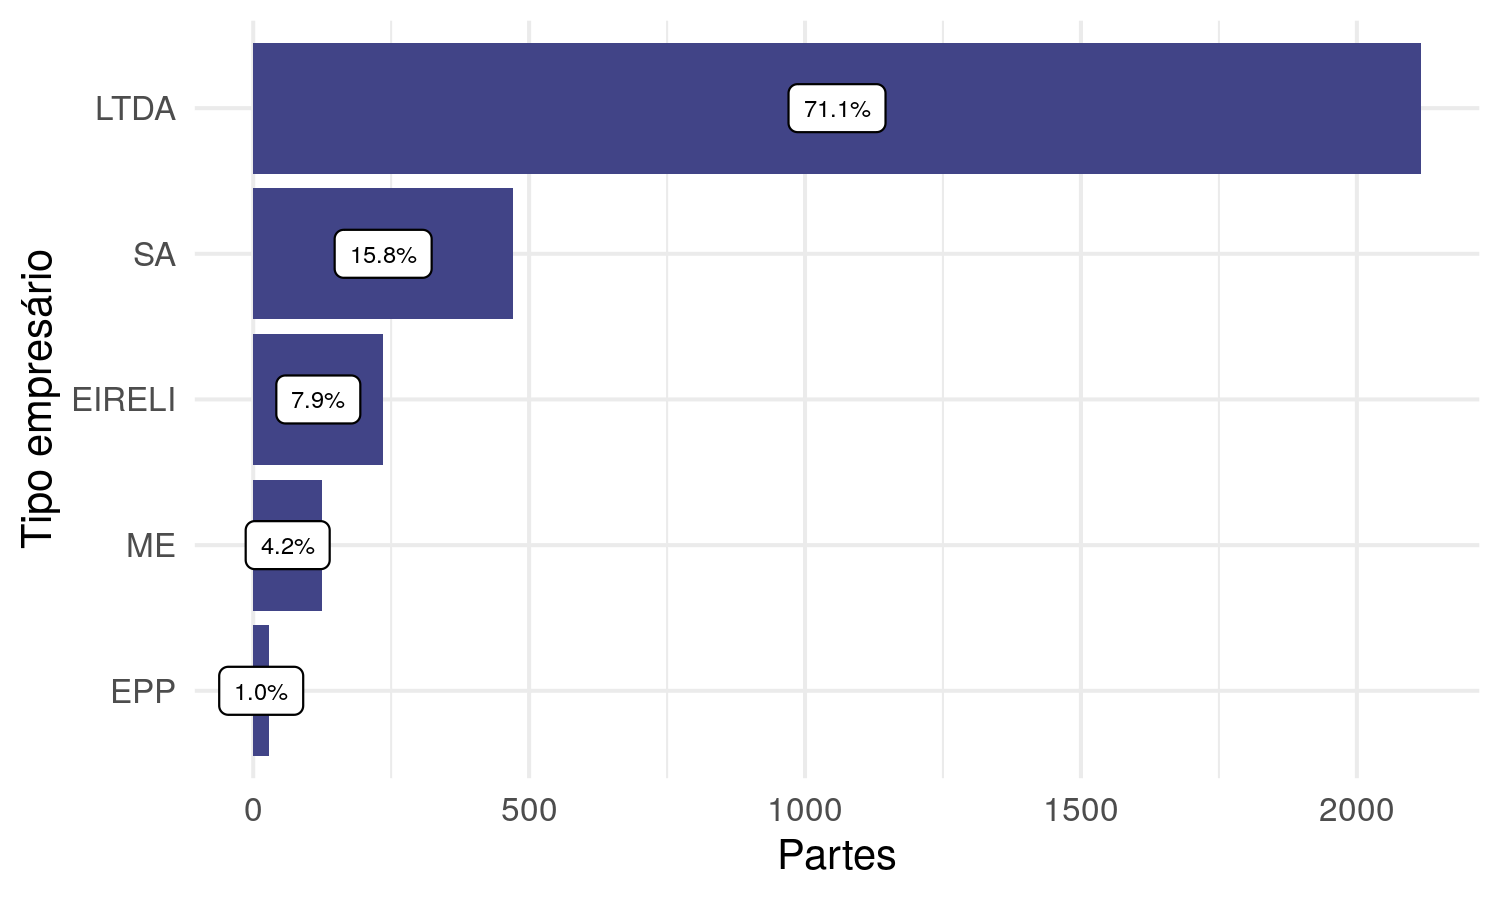 Tipo empresário
LTDA
71.1%
SA
15.8%
EIRELI
7.9%
ME
4.2%
EPP
1.0%
0 500 1000 1500 2000
Partes